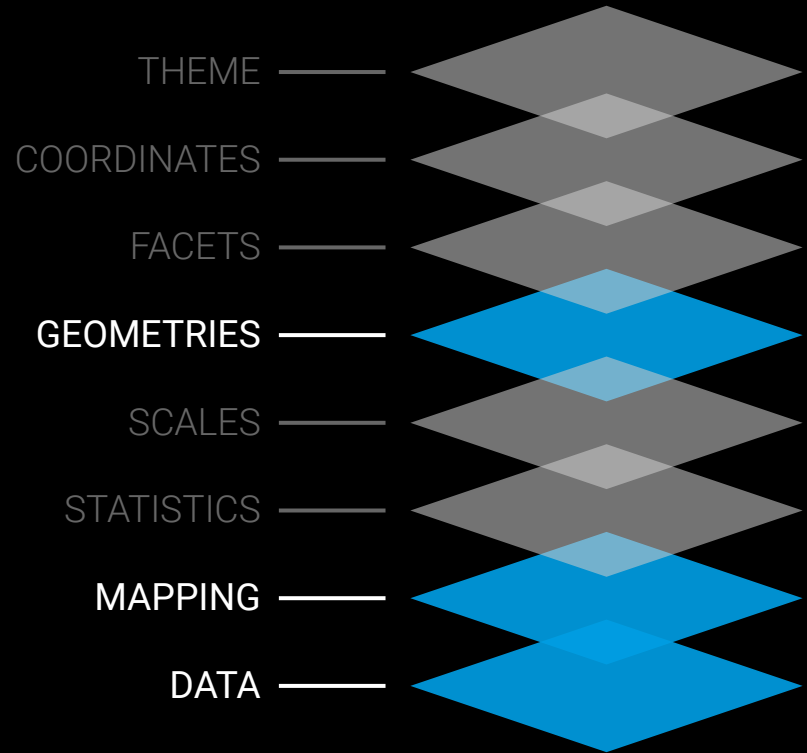 THEME
COORDINATES
FACETS
GEOMETRIES
SCALES
STATISTICS
MAPPING
DATA